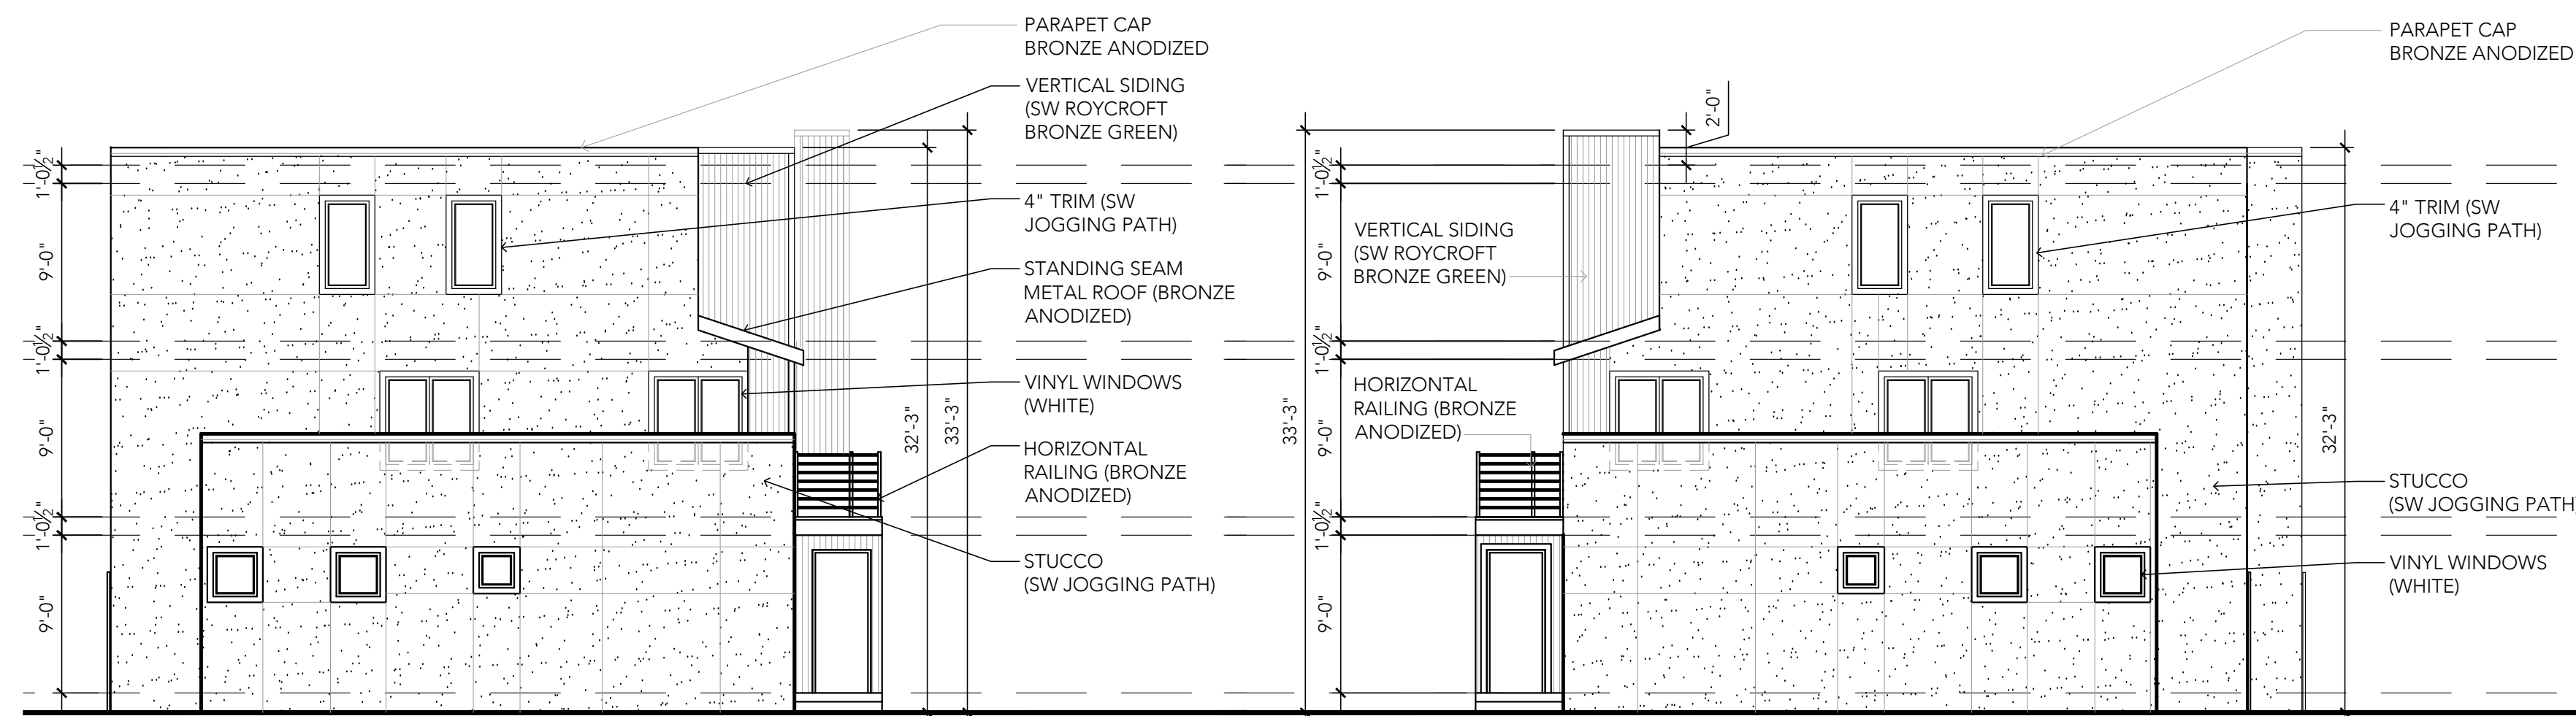 PARAPET CAP
BRONZE ANODIZED
VERTICAL SIDING
(SW ROYCROFT
BRONZE GREEN)
4" TRIM (SW
JOGGING PATH)
STANDING SEAM
METAL ROOF (BRONZE
ANODIZED)
VINYL WINDOWS
(WHITE)
HORIZONTAL
RAILING (BRONZE
ANODIZED)
STUCCO
(SW JOGGING PATH)
1'-0½"
9'-0"
1'-0½"
9'-0"
1'-0½"
9'-0"
32'-3"
33'-3"
33'-3"
2'-0"
1'-0½"
9'-0"
1'-0½"
9'-0"
1'-0½"
9'-0"
VERTICAL SIDING
(SW ROYCROFT
BRONZE GREEN)
HORIZONTAL
RAILING (BRONZE
ANODIZED)
32'-3"
PARAPET CAP
BRONZE ANODIZED
4" TRIM (SW
JOGGING PATH)
STUCCO
(SW JOGGING PATH
VINYL WINDOWS
(WHITE)